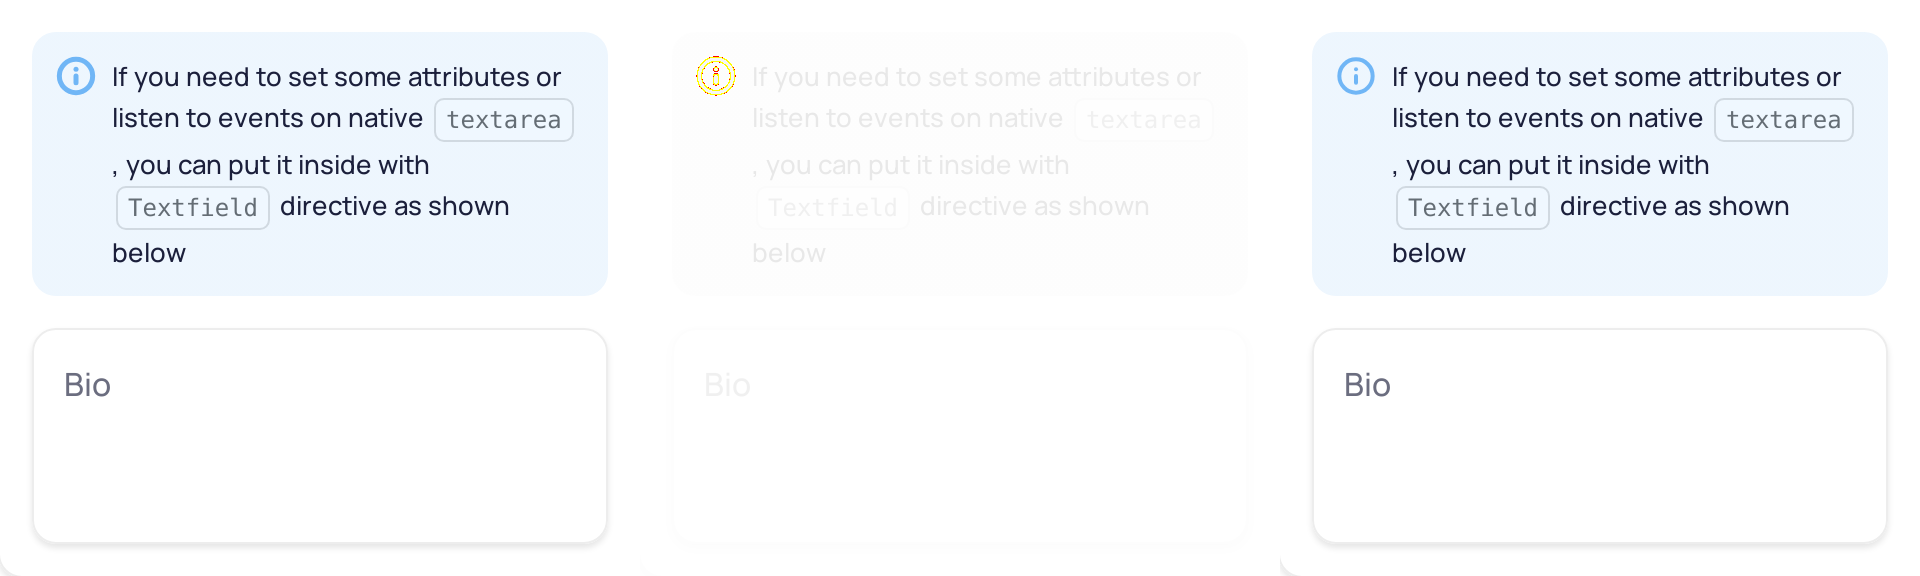 If you need to set some attributes or
listen to events on native textarea
, you can put it inside with
Textfield directive as shown
below
Bio
If you need to set some attributes or
listen to events on native textarea
, you can put it inside with
Textfield directive as shown
below
Bio
If you need to set some attributes or
listen to events on native textarea
, you can put it inside with
Textfield directive as shown
below
Bio